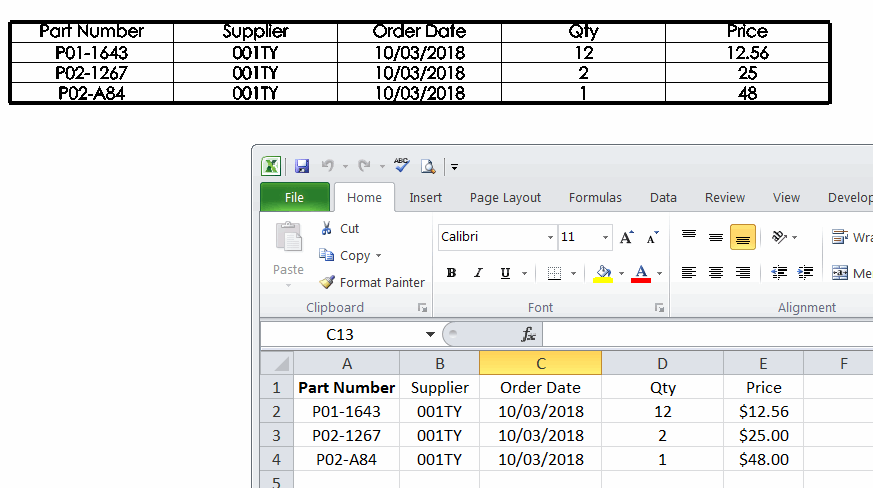 Part Number Supplier Order Date Qty Price
P01-1643 001TY 10/03/2018 12 12.56
P02-1267 001TY 10/03/2018 2 25
P02-A84 001TY 10/03/2018 1 48
ABC
File Home Insert Page Layout Formulas Data Review View Develop
Cut
Calibri 11 A A Wra
Copy
Paste
B I U A Me
Format Painter
Clipboard Font Alignment
C13 fx
A B C D E F
1 Part Number Supplier Order Date Qty Price
2 P01-1643 001TY 10/03/2018 12 $12.56
3 P02-1267 001TY 10/03/2018 2 $25.00
4 P02-A84 001TY 10/03/2018 1 $48.00
5